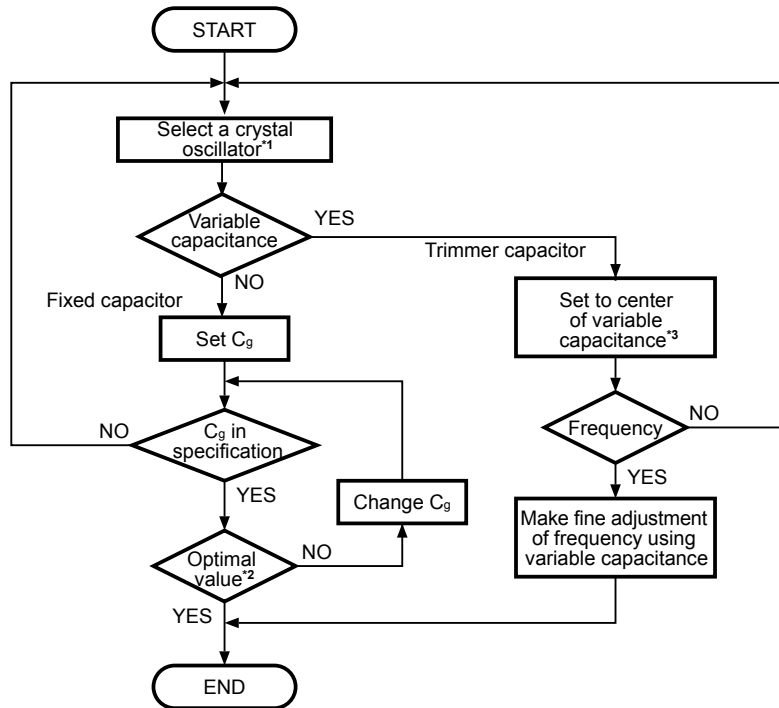 START
Select a crystal
oscillator*1
Variable
capacitance
YES
Trimmer capacitor
NO
Fixed capacitor
Set Cg
Set to center
of variable
capacitance*3
NO
Cg in
specification
YES
Change Cg
Frequency
NO
YES
Optimal
value*2
NO
YES
Make fine adjustment
of frequency using
variable capacitance
END